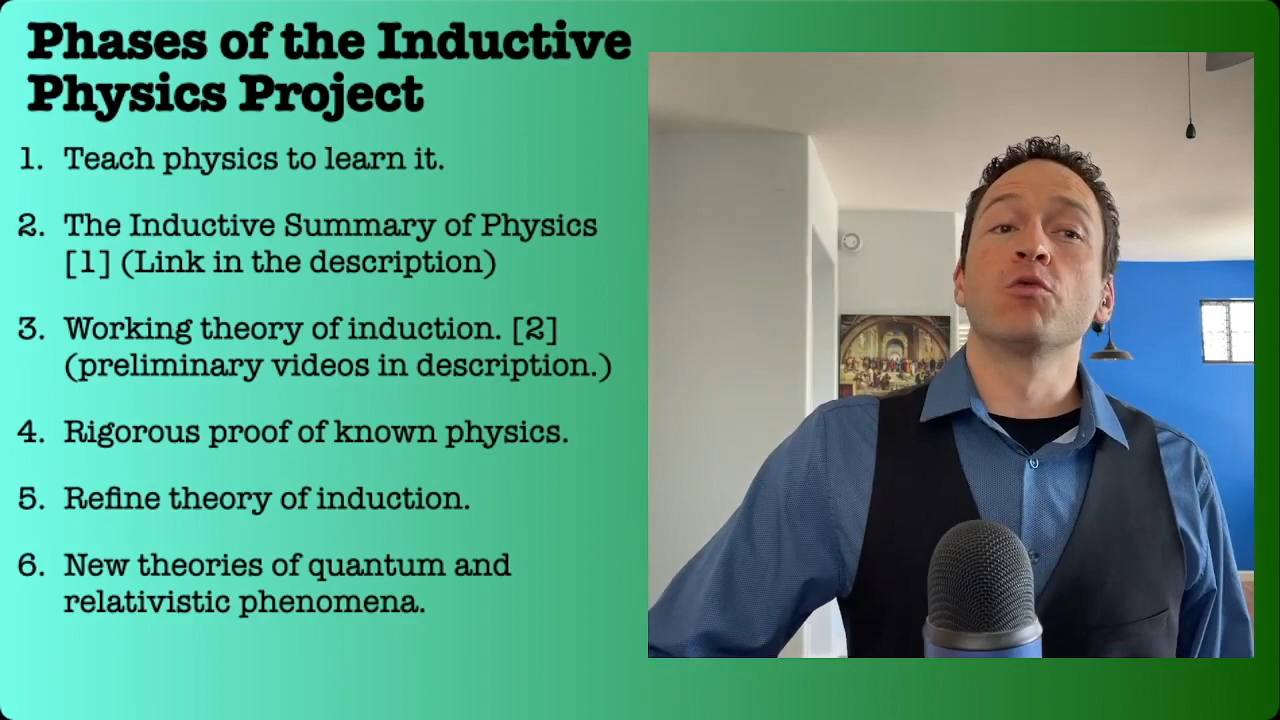 Phases of the Inductive
Physics Project
1. Teach physics to learn it.
2. The Inductive Summary of Physics
[1] (Link in the description)
3. Working theory of induction. [2]
(preliminary videos in description.)
4. Rigorous proof of known physics.
5. Refine theory of induction.
6. New theories of quantum and
relativistic phenomena.